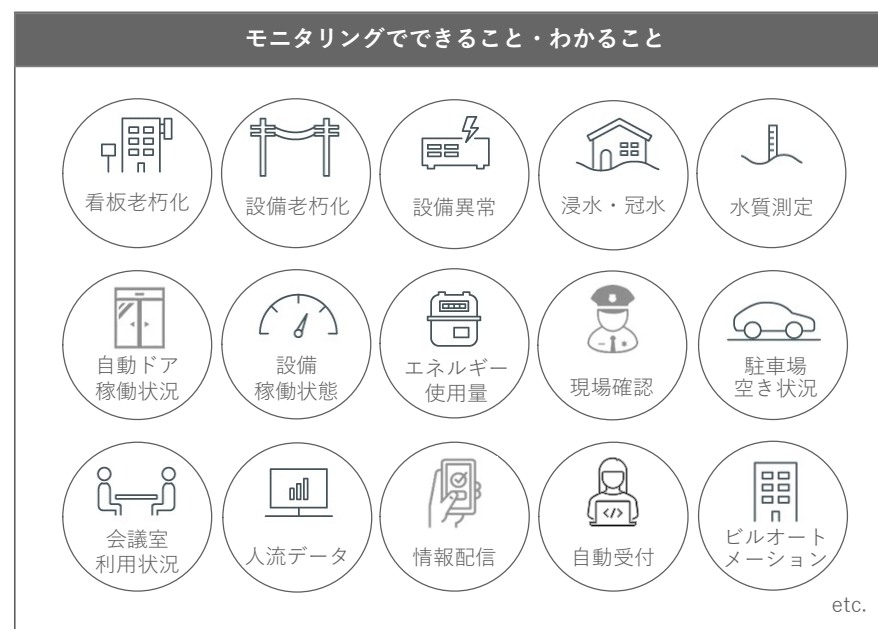 モニタリングでできること・わかること
看板老朽化
設備老朽化
設備異常
浸水・冠水
水質測定
自動ドア
稼働状況
設備
稼働状態
エネルギー
使用量
現場確認
駐車場
空き状況
会議室
利用状況
人流データ
情報配信
自動受付
ビルオート
メーション
etc.